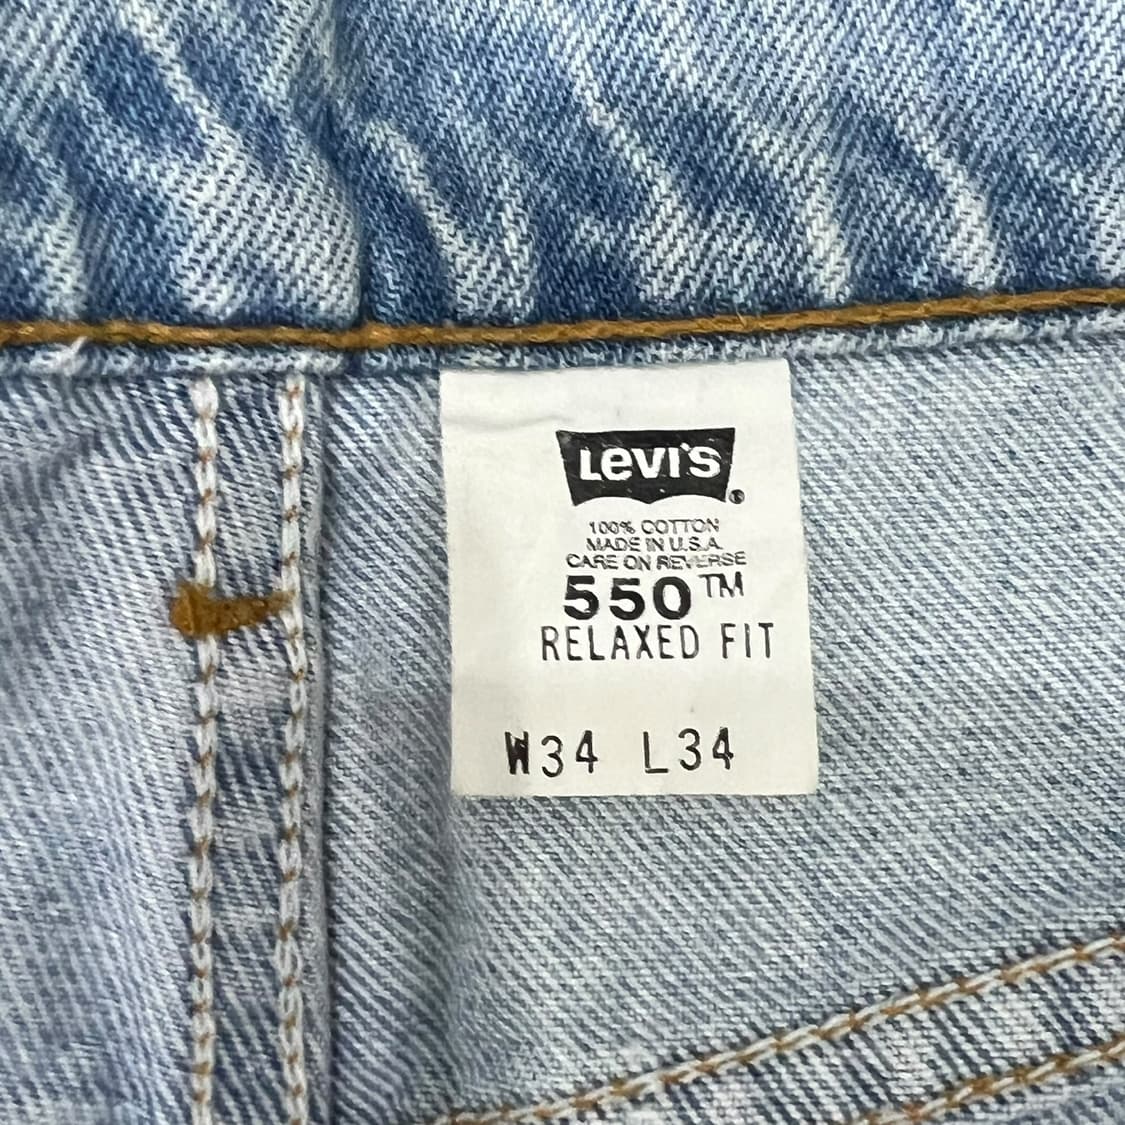 Levi's
100% COTTON
MADE IN U.S.A.
CARE ON REVERSE
550™
RELAXED FIT
W34 L34